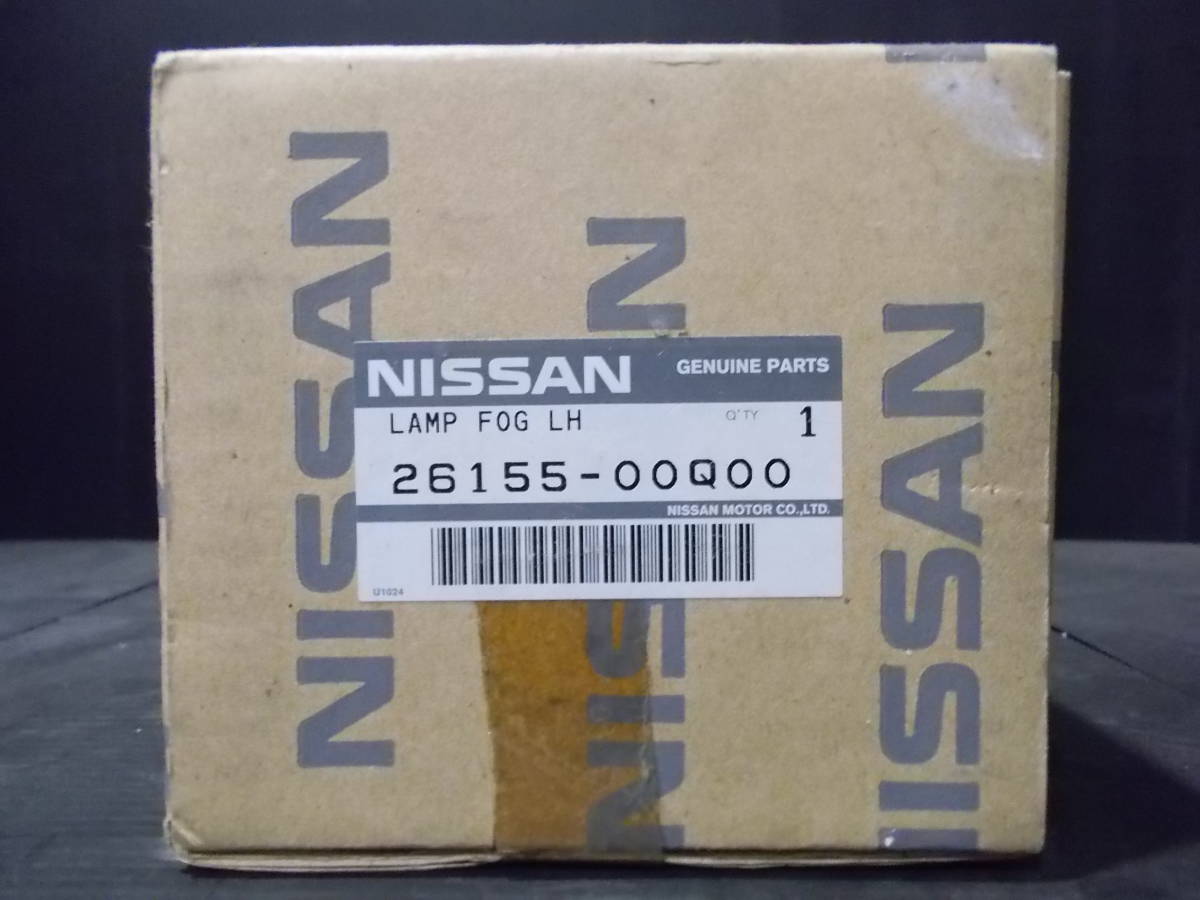 NISSAN
NISSAN
NISSAN
NISSAN GENUINE PARTS
LAMP FOG LH Q'TY 1
26155-00Q00
NISSAN MOTOR CO.,LTD.
U1024